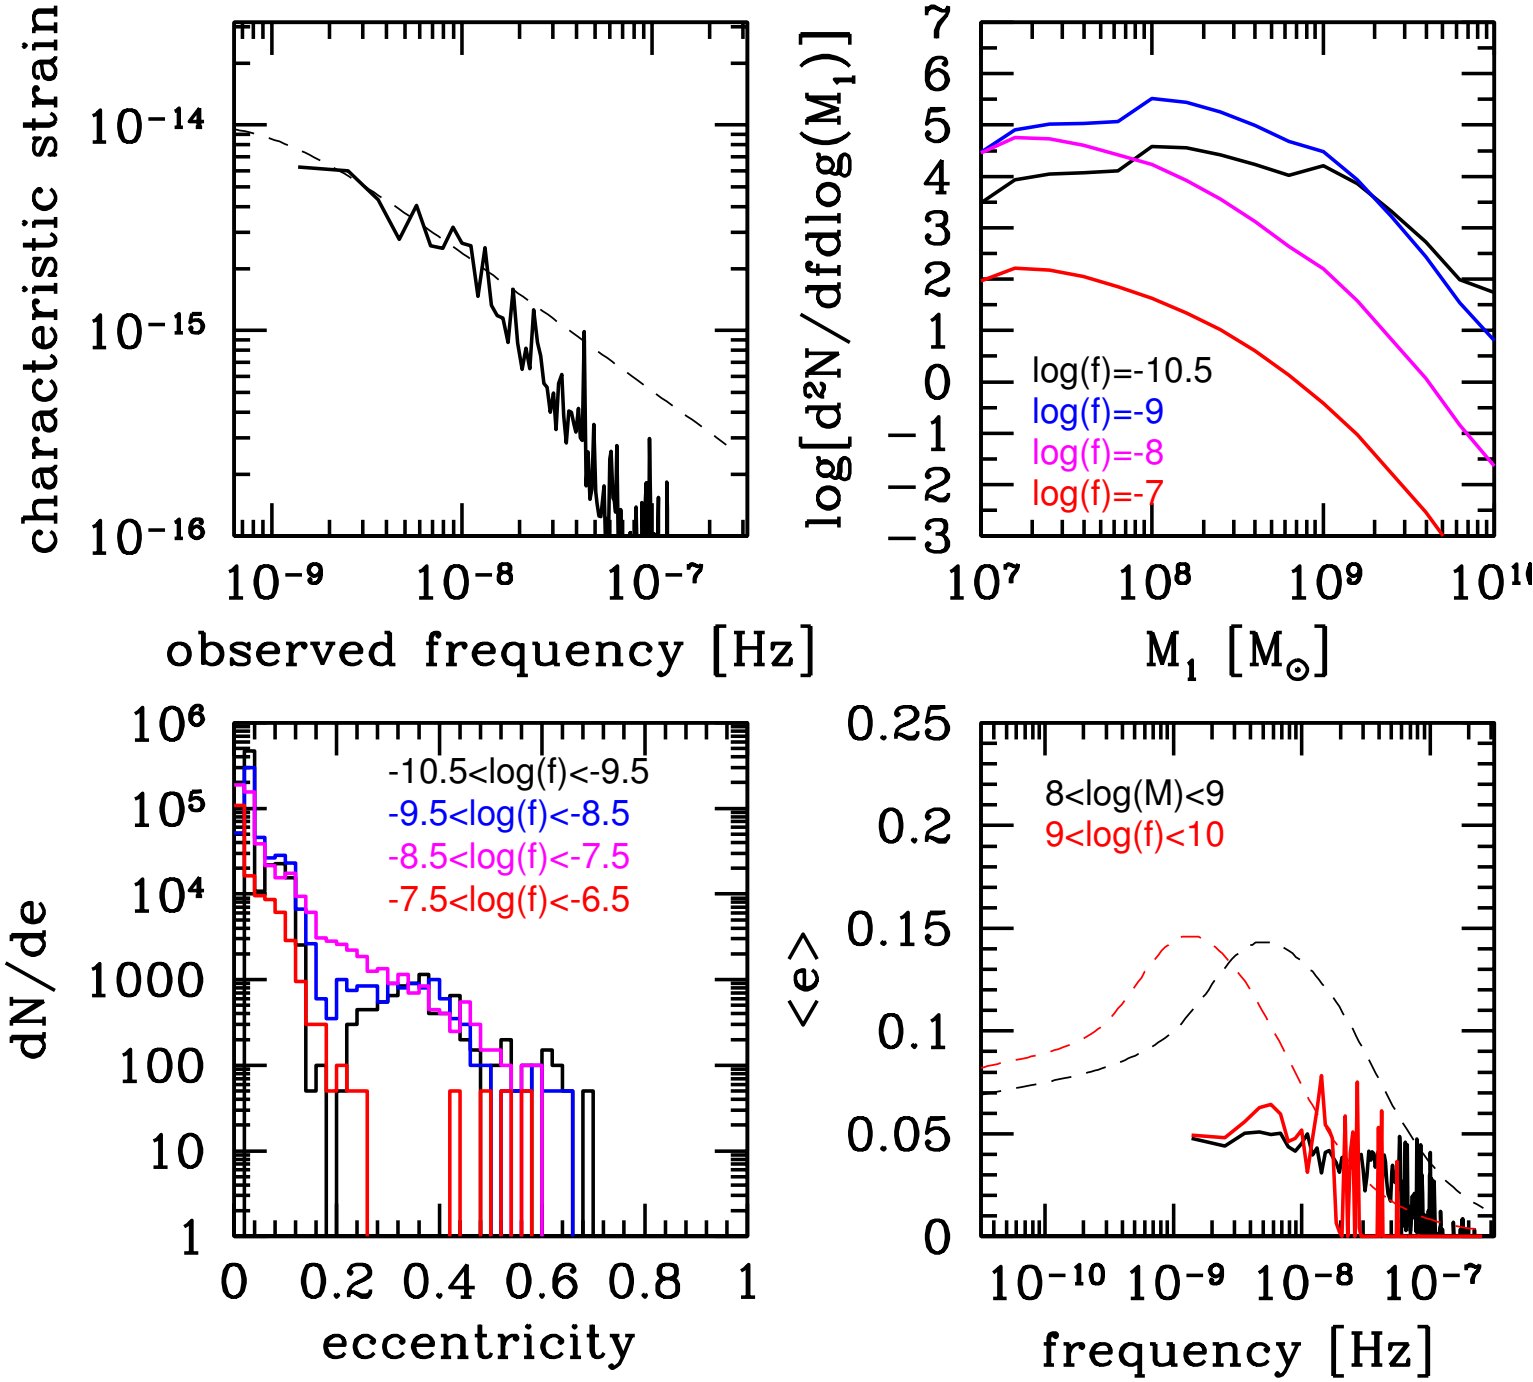 characteristic strain
10⁻¹⁴
10⁻¹⁵
10⁻¹⁶
10⁻⁹ 10⁻⁸ 10⁻⁷
observed frequency [Hz]
log[d²N/dfdlog(M₁)]
7
6
5
4
3
2
1
0
−1
−2
−3
log(f)=-10.5
log(f)=-9
log(f)=-8
log(f)=-7
10⁷ 10⁸ 10⁹ 10¹⁰
M₁ [M⊙]
dN/de
10⁶
10⁵
10⁴
1000
100
10
1
-10.5<log(f)<-9.5
-9.5<log(f)<-8.5
-8.5<log(f)<-7.5
-7.5<log(f)<-6.5
0 0.2 0.4 0.6 0.8 1
eccentricity
<e>
0.25
0.2
0.15
0.1
0.05
0
8<log(M)<9
9<log(f)<10
10⁻¹⁰ 10⁻⁹ 10⁻⁸ 10⁻⁷
frequency [Hz]